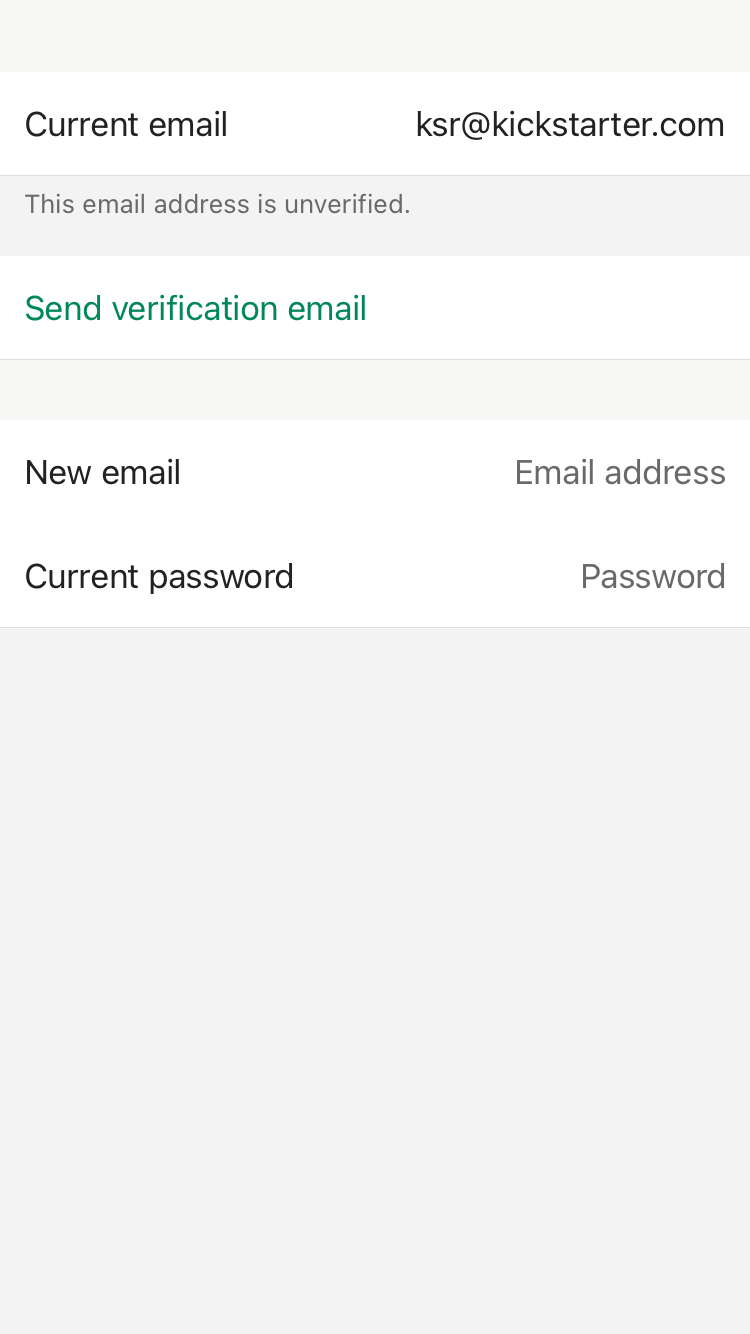 Current email ksr@kickstarter.com
This email address is unverified.
Send verification email
New email Email address
Current password Password